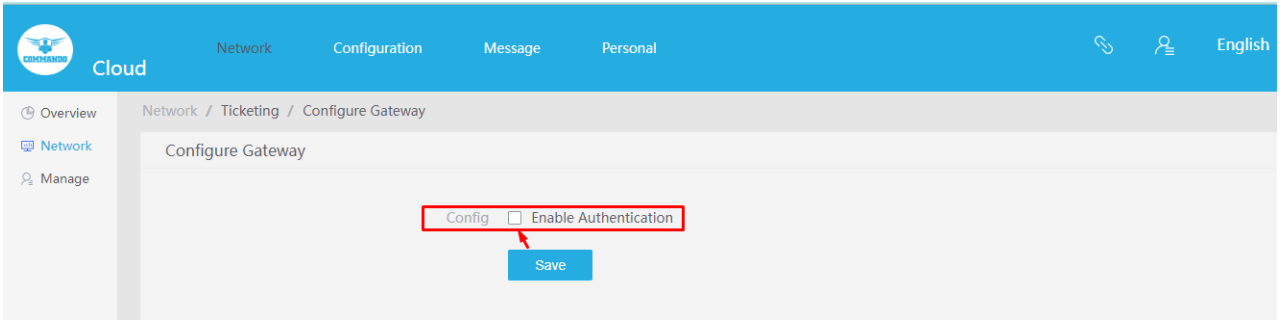 COMMANDO
Cloud
Network Configuration Message Personal English
Overview
Network
Manage
Network / Ticketing / Configure Gateway
Configure Gateway
Config Enable Authentication
Save